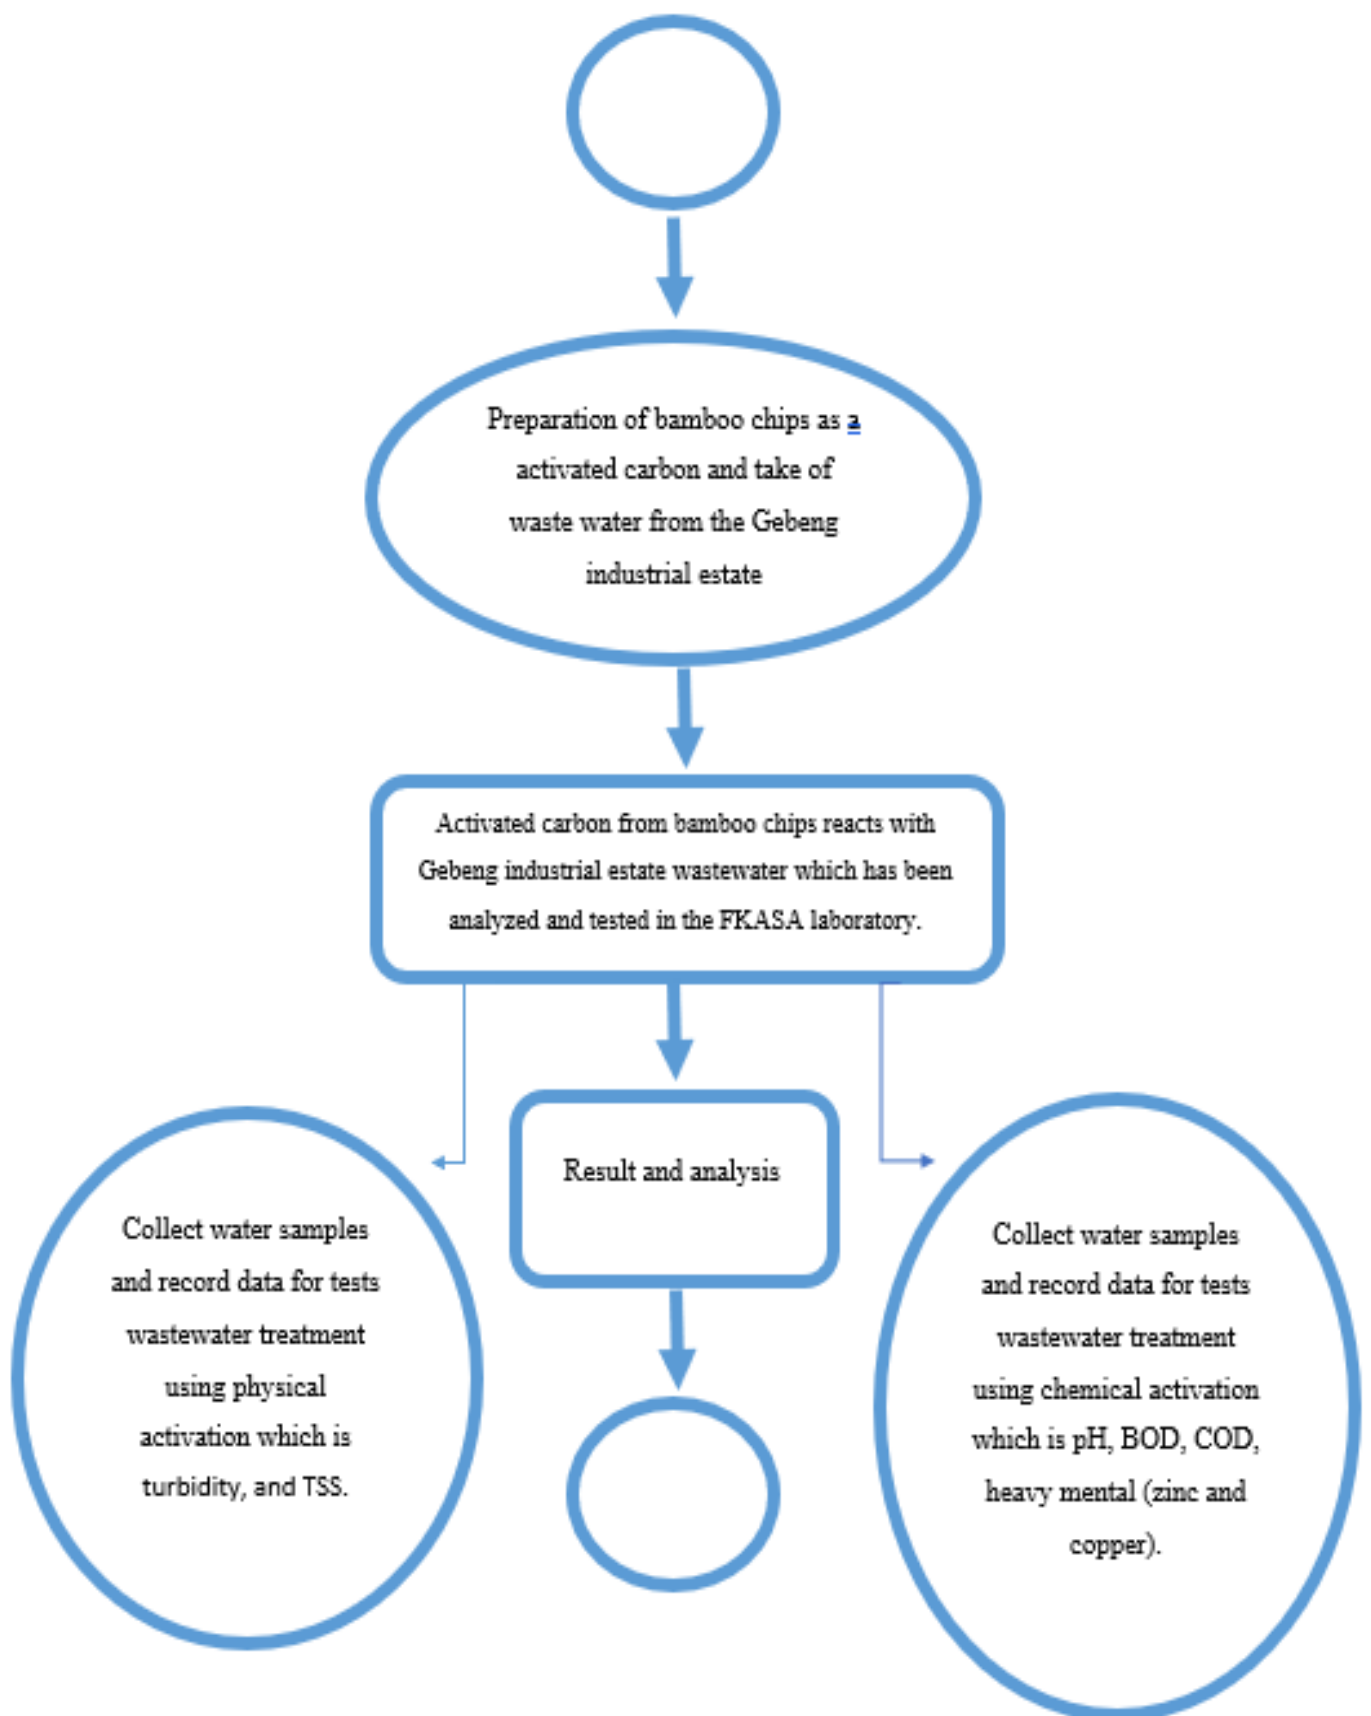 Preparation of bamboo chips as a
activated carbon and take of
waste water from the Gebeng
industrial estate
Activated carbon from bamboo chips reacts with
Gebeng industrial estate wastewater which has been
analyzed and tested in the FKASA laboratory.
Result and analysis
Collect water samples
and record data for tests
wastewater treatment
using physical
activation which is
turbidity, and TSS.
Collect water samples
and record data for tests
wastewater treatment
using chemical activation
which is pH, BOD, COD,
heavy mental (zinc and
copper).